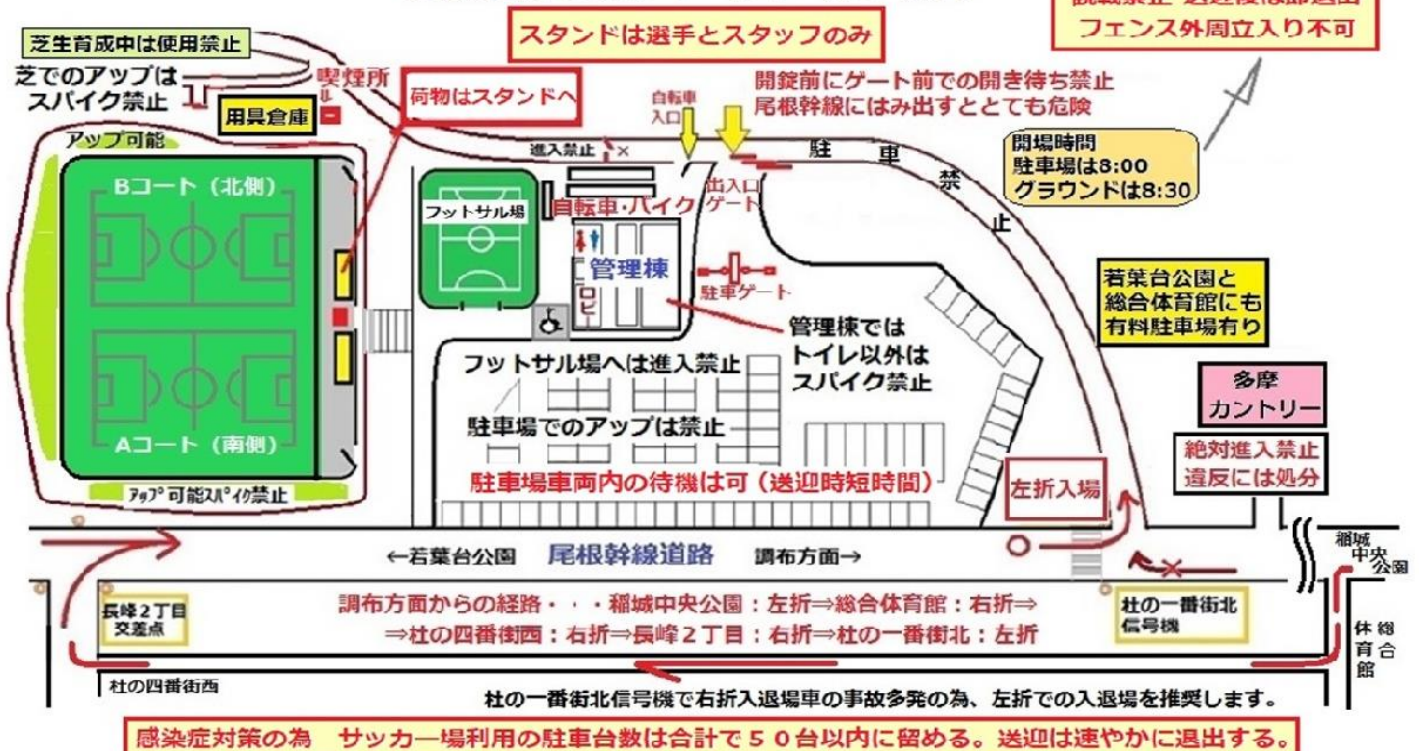 スタンドは選手とスタッフのみ
フェンス外周立入り不可
芝生育成中は使用禁止
芝でのアップは
スパイク禁止
喫煙所
用具倉庫
荷物はスタンドへ
自転車
入口
開錠前にゲート前での開き待ち禁止
尾根幹線にはみ出すととても危険
開場時間
駐車場は8:00
グラウンドは8:30
アップ可能
進入禁止
×
駐車禁止
Bコート（北側）
フットサル場
自転車・バイク
出入口
ゲート
管理棟
ロビー
駐車ゲート
若葉台公園と
総合体育館にも
有料駐車場有り
管理棟では
トイレ以外は
スパイク禁止
フットサル場へは進入禁止
多摩
カントリー
駐車場でのアップは禁止
Aコート（南側）
絶対進入禁止
違反には処分
駐車場車両内の待機は可（送迎時短時間）
左折入場
アップ可能スパイク禁止
←若葉台公園 尾根幹線道路 調布方面→
稲城
中央
公園
長峰２丁目
交差点
調布方面からの経路・・・稲城中央公園：左折⇒総合体育館：右折⇒
⇒杜の四番街西：右折⇒長峰２丁目：右折⇒杜の一番街北：左折
杜の一番街北
信号機
総合
体育館
杜の四番街西
杜の一番街北信号機で右折入退場車の事故多発の為、左折での入退場を推奨します。
感染症対策の為　サッカー場利用の駐車台数は合計で５０台以内に留める。送迎は速やかに退出する。